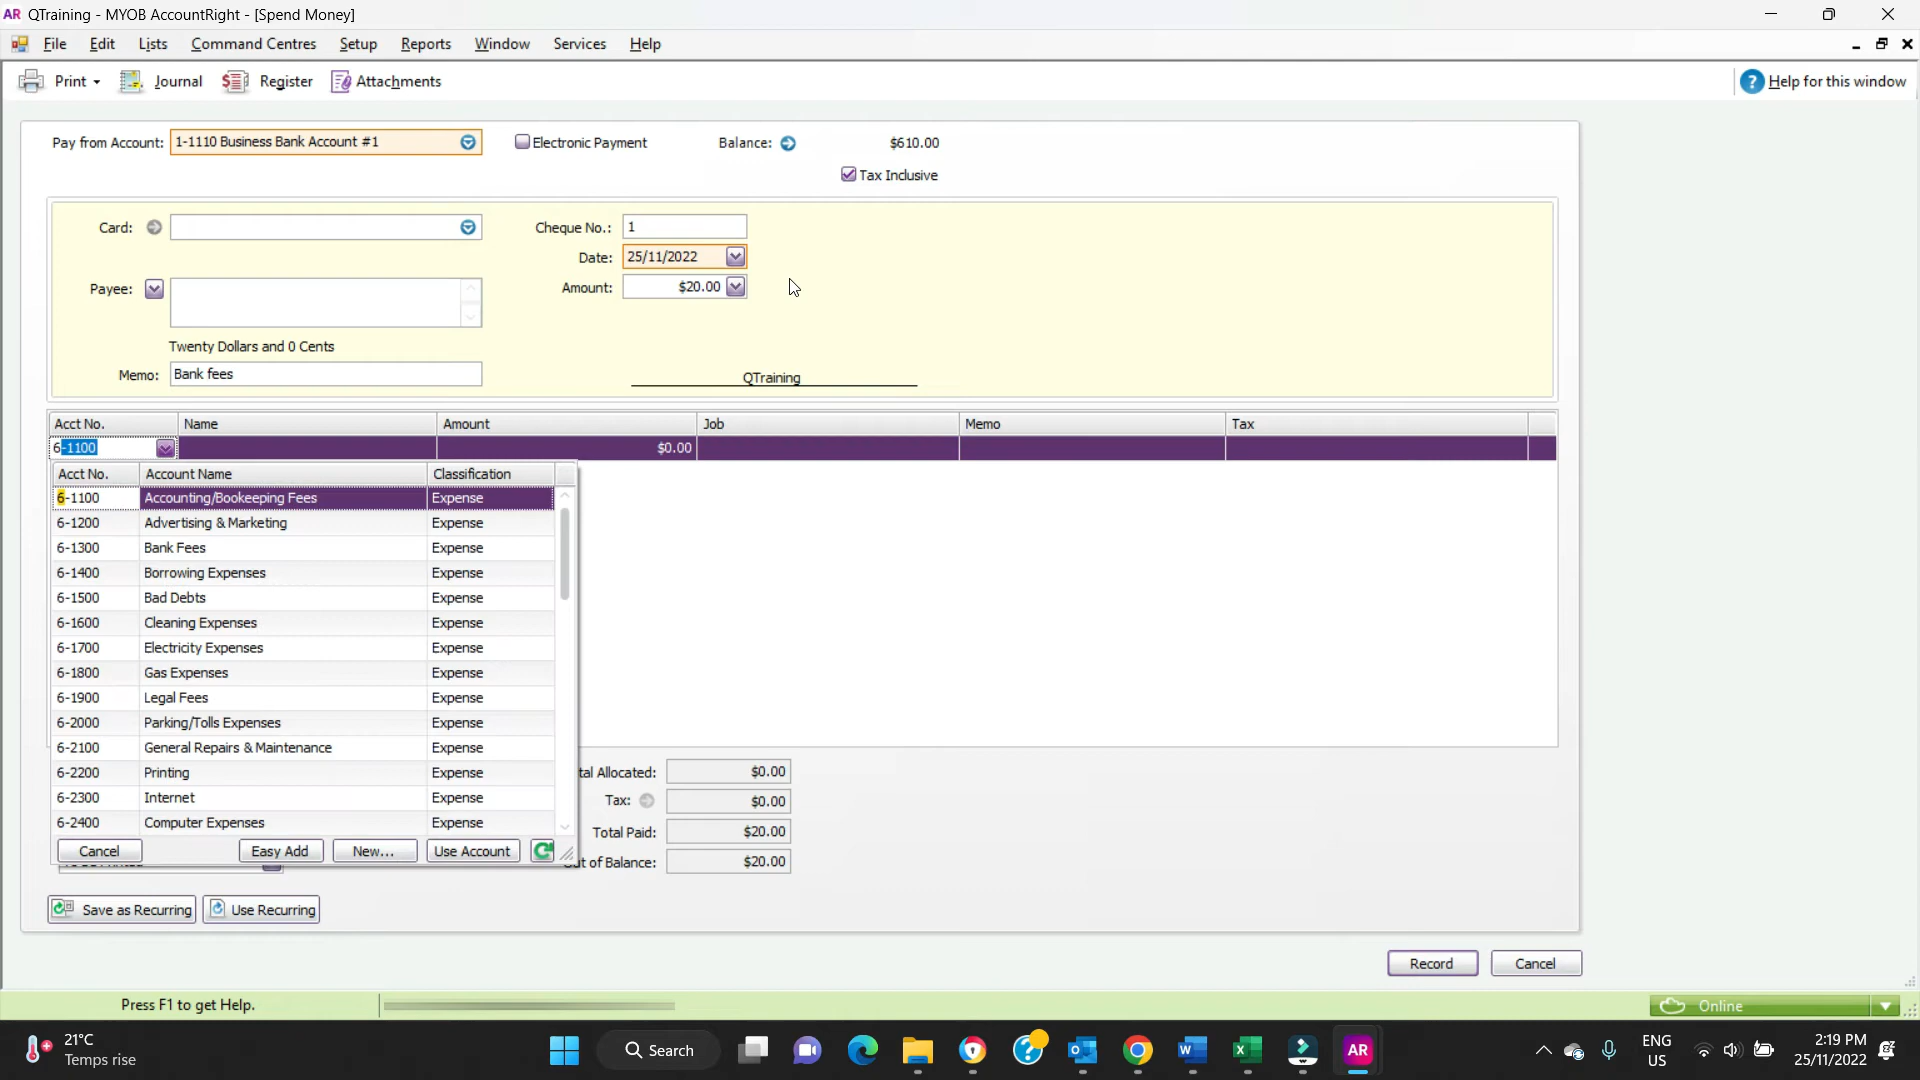 AR QTraining - MYOB AccountRight - [Spend Money]
File Edit Lists Command Centres Setup Reports Window Services Help
Print Journal Register Attachments ? Help for this window
Pay from Account: 1-1110 Business Bank Account #1 Electronic Payment Balance: $610.00
Tax Inclusive
Card: Cheque No.: 1
Date: 25/11/2022
Payee: Amount: $20.00
Twenty Dollars and 0 Cents
Memo: Bank fees QTraining
Acct No. Name Amount Job Memo Tax
6-1100 $0.00
Acct No. Account Name Classification
6-1100 Accounting/Bookeeping Fees Expense
6-1200 Advertising & Marketing Expense
6-1300 Bank Fees Expense
6-1400 Borrowing Expenses Expense
6-1500 Bad Debts Expense
6-1600 Cleaning Expenses Expense
6-1700 Electricity Expenses Expense
6-1800 Gas Expenses Expense
6-1900 Legal Fees Expense
6-2000 Parking/Tolls Expenses Expense
6-2100 General Repairs & Maintenance Expense
6-2200 Printing Expense
6-2300 Internet Expense
6-2400 Computer Expenses Expense
Cancel Easy Add New... Use Account
tal Allocated: $0.00
Tax: $0.00
Total Paid: $20.00
ut of Balance: $20.00
Save as Recurring Use Recurring
Record Cancel
Press F1 to get Help. Online
21°C
Temps rise
Search
AR
ENG
US
2:19 PM
25/11/2022